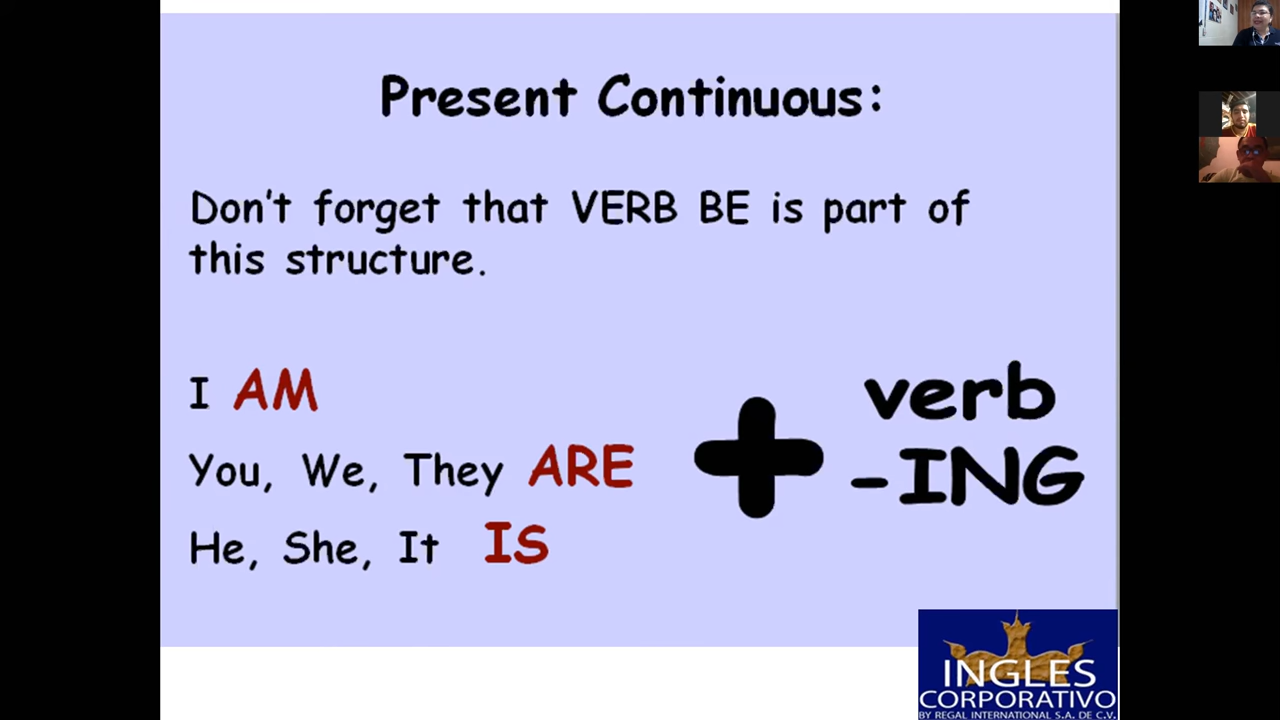 Present Continuous:
Don't forget that VERB BE is part of
this structure.
I AM
You, We, They ARE
He, She, It IS
+
verb
-ING
INGLES
CORPORATIVO
BY REGAL INTERNATIONAL S.A. DE C.V.